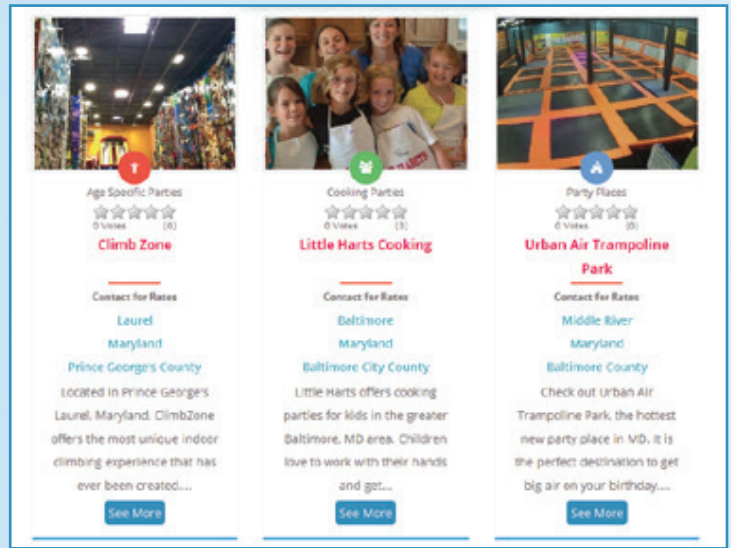 Age Specific Parties
0 Votes (0)
Climb Zone
Contact for Rates
Laurel
Maryland
Prince George's County
Located in Prince George's
Laurel, Maryland. ClimbZone
offers the most unique indoor
climbing experience that has
ever been created....
See More
Cooking Parties
0 Votes (0)
Little Harts Cooking
Contact for Rates
Baltimore
Maryland
Baltimore City County
Little Harts offers cooking
parties for kids in the greater
Baltimore, MD area. Children
love to work with their hands
and get...
See More
Party Places
0 Votes (0)
Urban Air Trampoline
Park
Contact for Rates
Middle River
Maryland
Baltimore County
Check out Urban Air
Trampoline Park, the hottest
new party place in MD. It is
the perfect destination to get
big air on your birthday....
See More